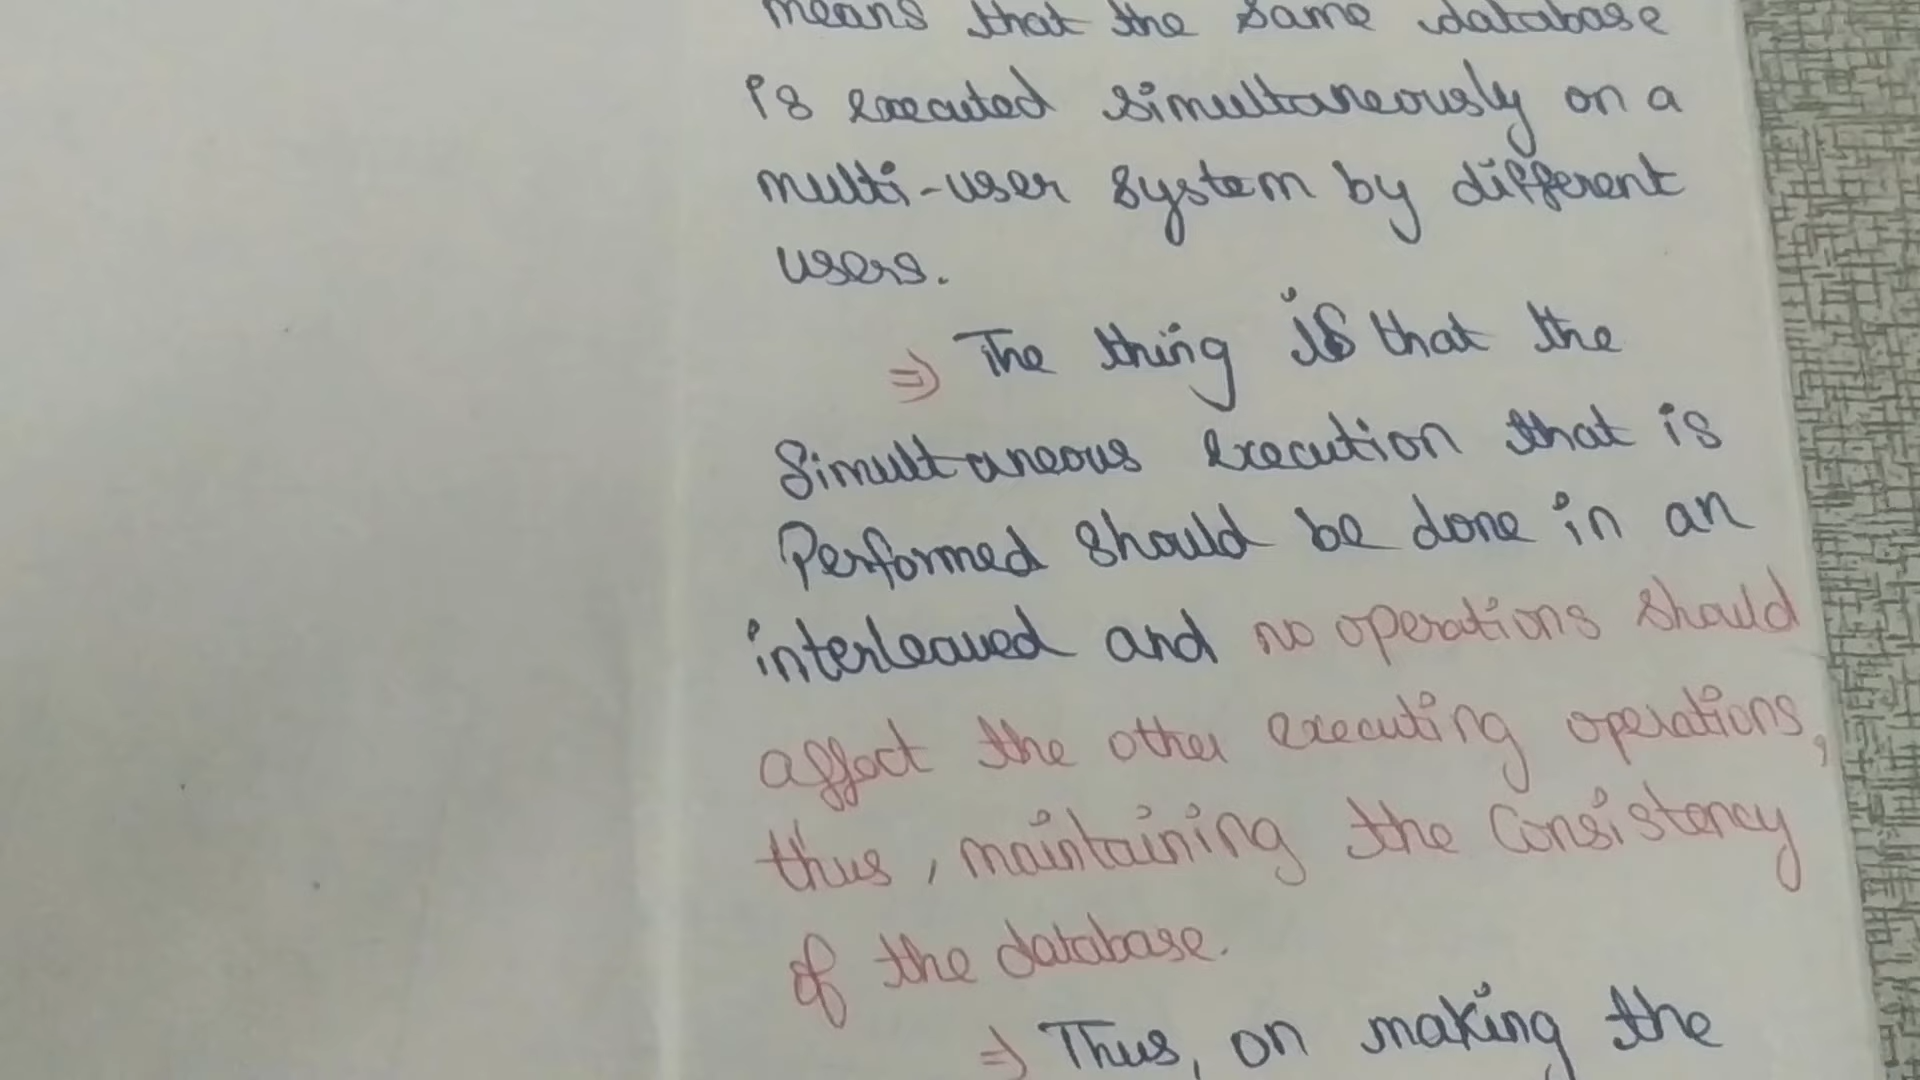 means that the same database
is executed simultaneously on a
multi-user system by different
users.
⇒ The thing is that the
Simultaneous execution that is
Performed should be done in an
interleaved and no operations should
affect the other executing operations,
thus, maintaining the Consistency
of the database.
⇒ Thus, on making the